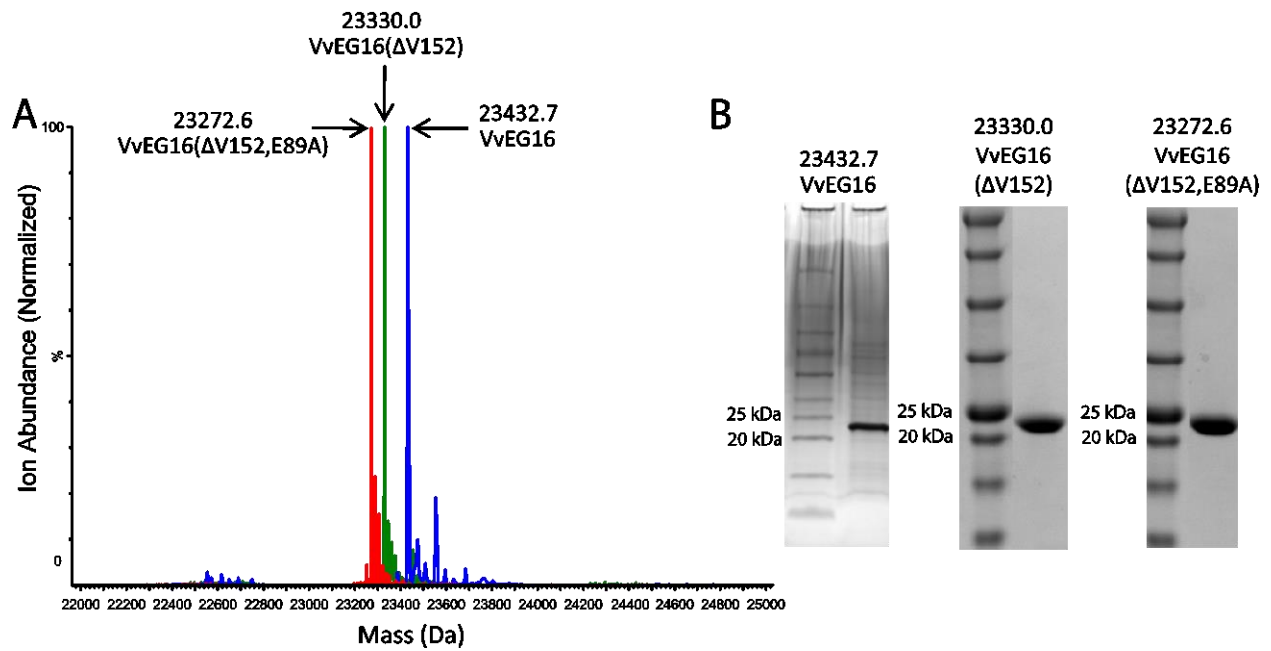 A
23330.0
VvEG16(ΔV152)
23272.6
VvEG16(ΔV152,E89A)
23432.7
VvEG16
Ion Abundance (Normalized)
100
%
0
22000 22200 22400 22600 22800 23000 23200 23400 23600 23800 24000 24200 24400 24600 24800 25000
Mass (Da)
B
23432.7
VvEG16
25 kDa
20 kDa
23330.0
VvEG16
(ΔV152)
25 kDa
20 kDa
23272.6
VvEG16
(ΔV152,E89A)
25 kDa
20 kDa